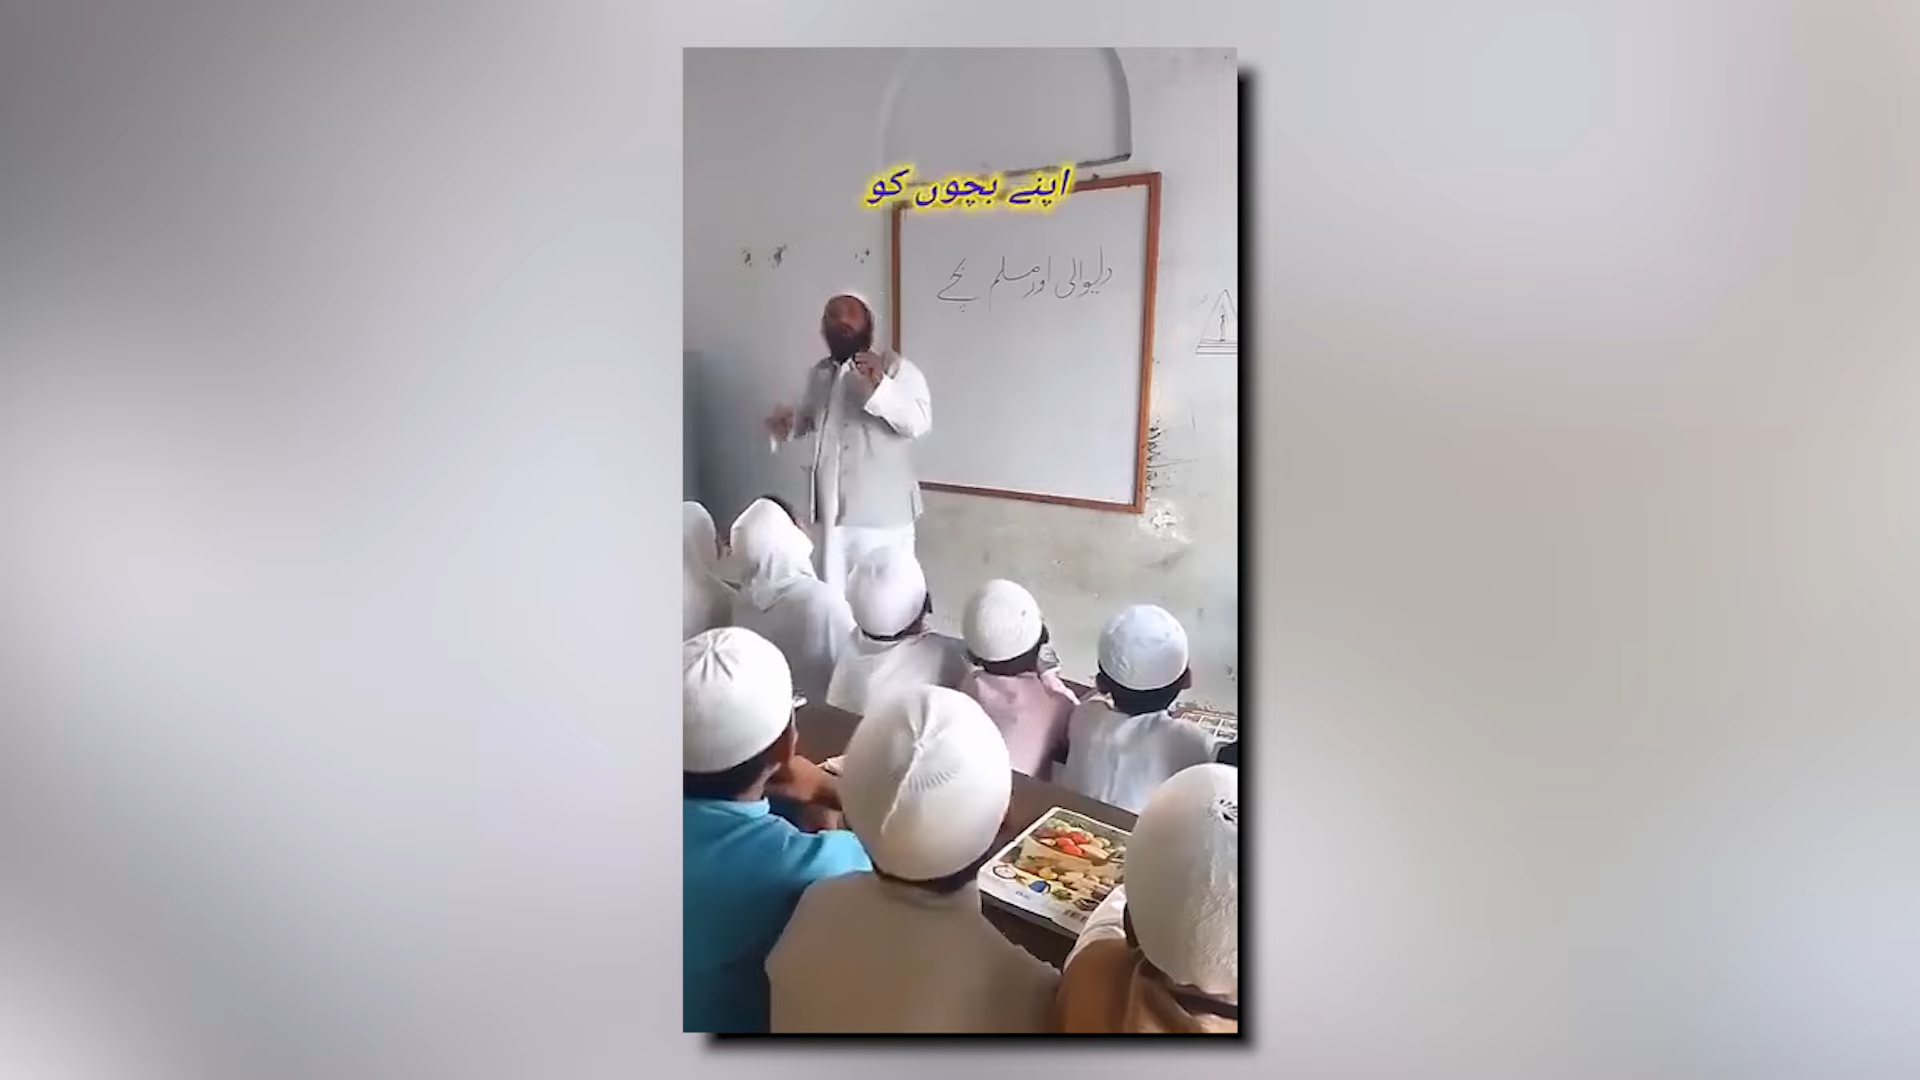 اپنے بچوں کو
دیوالی اور مسلم بچے